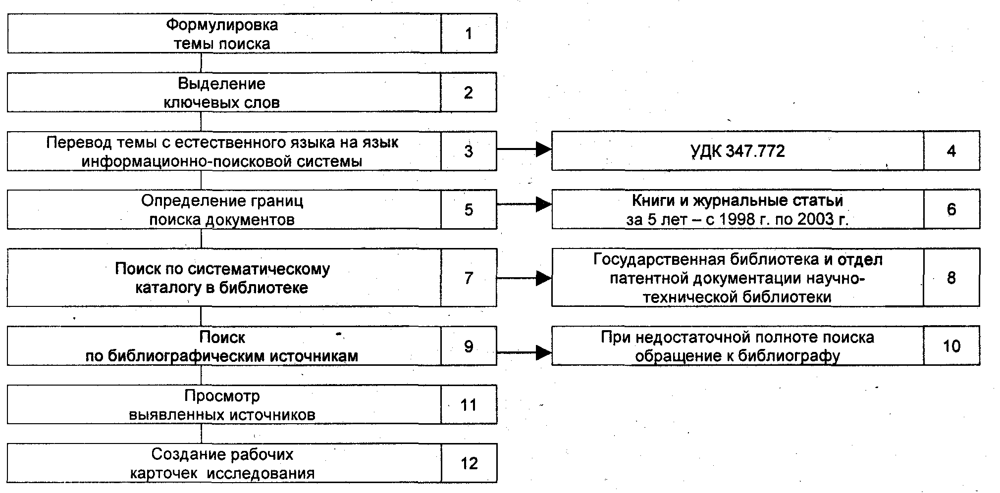 Формулировка
темы поиска
1
Выделение
ключевых слов
2
Перевод темы с естественного языка на язык
информационно-поисковой системы
3
УДК 347.772
4
Определение границ
поиска документов
5
Книги и журнальные статьи
за 5 лет – с 1998 г. по 2003 г.
6
Поиск по систематическому
каталогу в библиотеке
7
Государственная библиотека и отдел
патентной документации научно-
технической библиотеки
8
Поиск
по библиографическим источникам
9
При недостаточной полноте поиска
обращение к библиографу
10
Просмотр
выявленных источников
11
Создание рабочих
карточек исследования
12